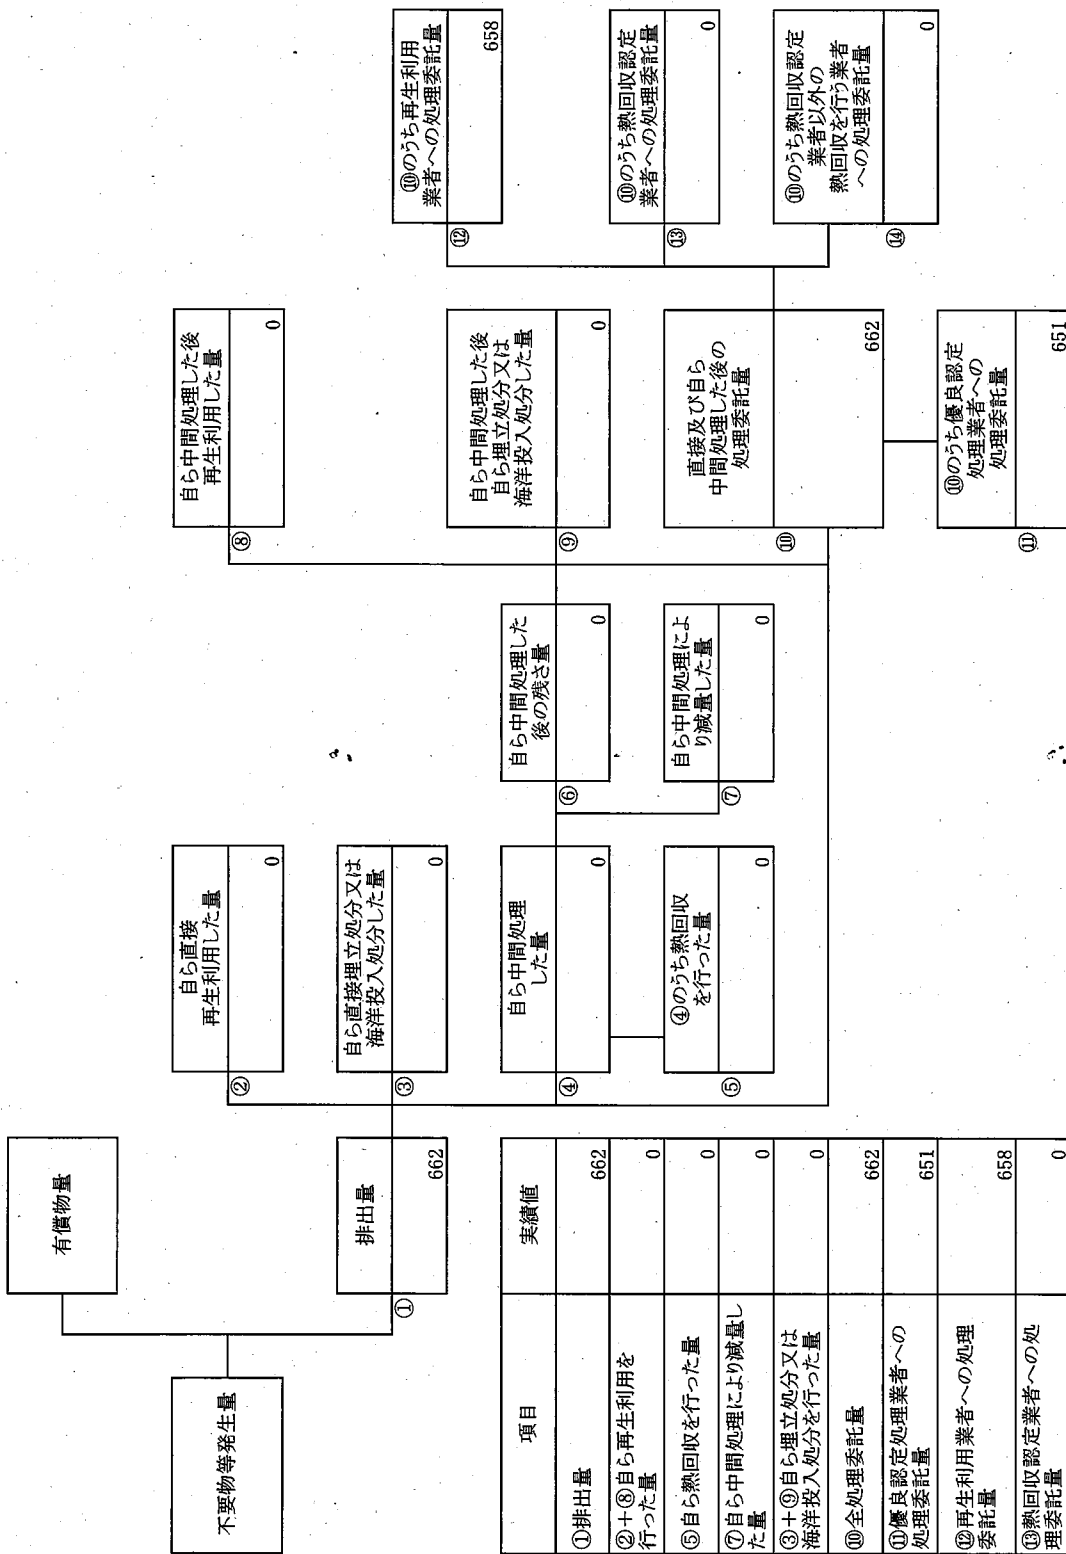 不要物等発生量
有償物量
排出量
①
662
自ら直接
再生利用した量
②
0
自ら直接埋立処分又は
海洋投入処分した量
③
0
自ら中間処理
した量
④
0
④のうち熱回収
を行った量
⑤
0
自ら中間処理した
後の残さ量
⑥
0
自ら中間処理によ
り減量した量
⑦
0
自ら中間処理した後
再生利用した量
⑧
0
自ら中間処理した後
自ら埋立処分又は
海洋投入処分した量
⑨
0
直接及び自ら
中間処理した後の
処理委託量
⑩
662
⑩のうち優良認定
処理業者への
処理委託量
⑪
651
⑩のうち再生利用
業者への処理委託量
⑫
658
⑩のうち熱回収認定
業者への処理委託量
⑬
0
⑩のうち熱回収認定
業者以外の
熱回収を行う業者
への処理委託量
⑭
0
項目
実績値
①排出量
662
②+⑧自ら再生利用を
行った量
0
⑤自ら熱回収を行った量
0
⑦自ら中間処理により減量し
た量
0
③+⑨自ら埋立処分又は
海洋投入処分を行った量
0
⑩全処理委託量
662
⑪優良認定処理業者への
処理委託量
651
⑫再生利用業者への処理
委託量
658
⑬熱回収認定業者への処
理委託量
0